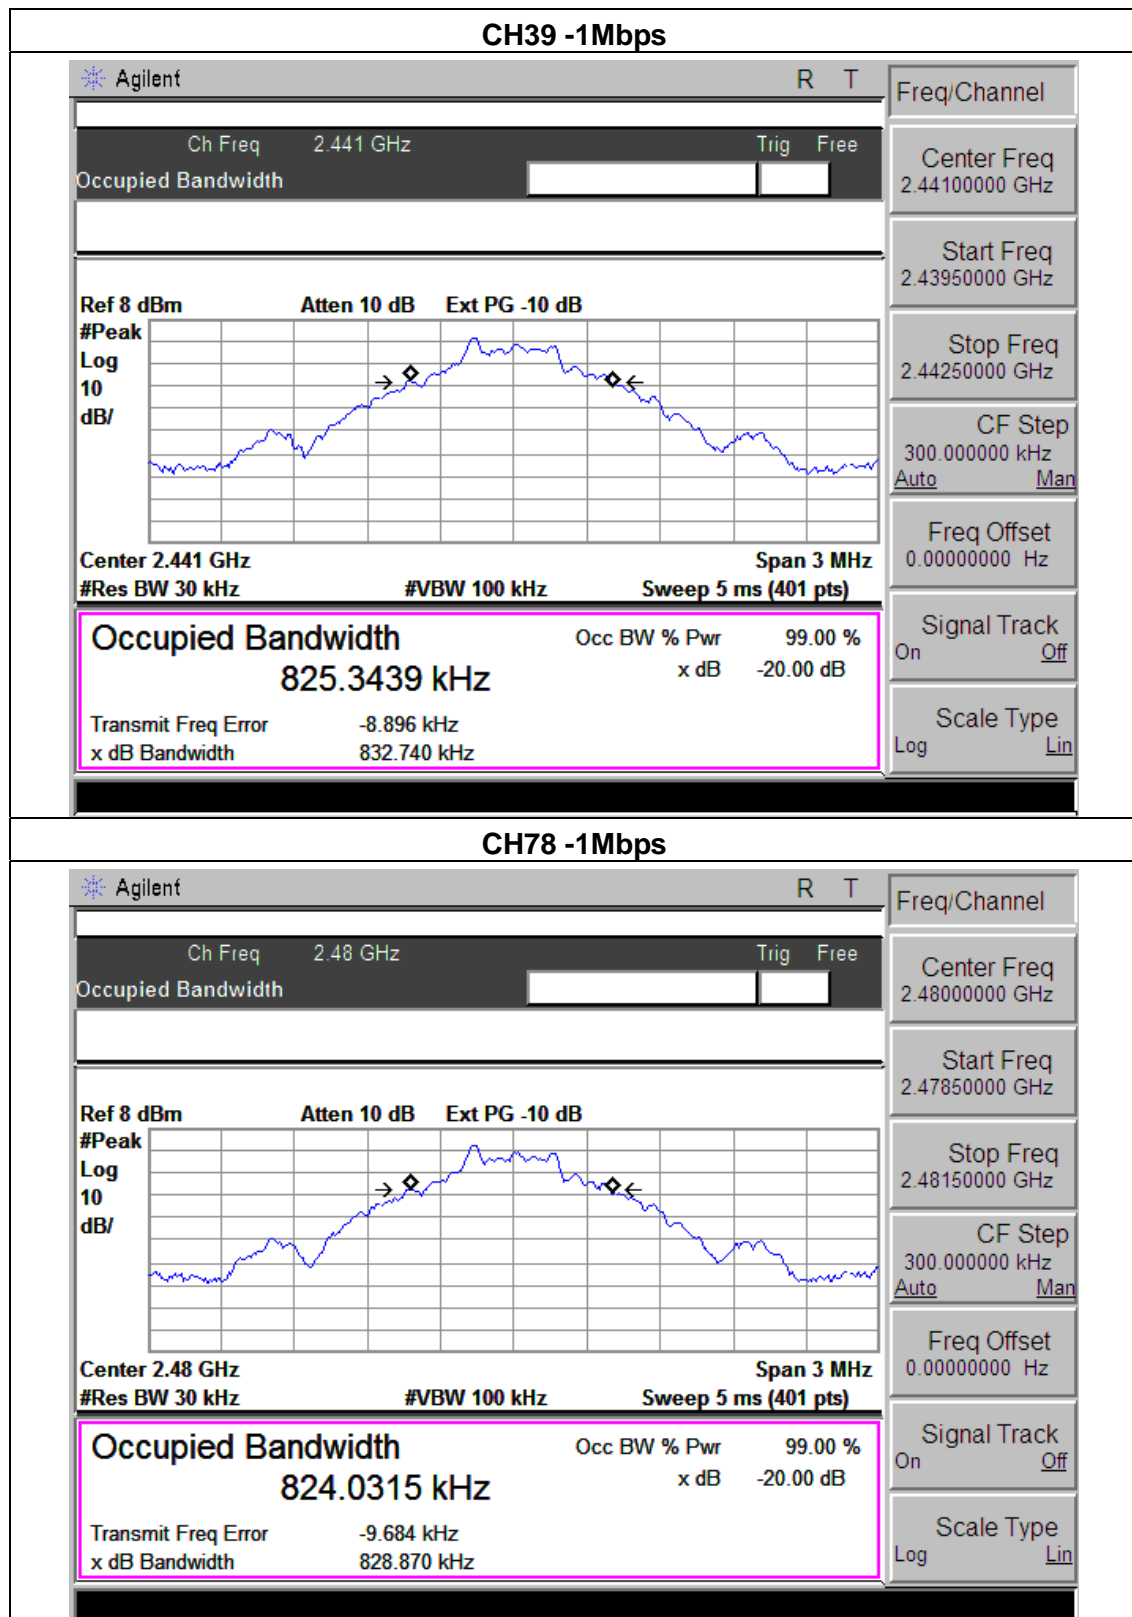 CH39 -1Mbps
Agilent R T
Freq/Channel
Ch Freq 2.441 GHz Trig Free
Occupied Bandwidth
Center Freq
2.44100000 GHz
Start Freq
2.43950000 GHz
Ref 8 dBm Atten 10 dB Ext PG -10 dB
#Peak
Log
10
dB/
Stop Freq
2.44250000 GHz
CF Step
300.000000 kHz
Auto Man
Freq Offset
0.00000000 Hz
Center 2.441 GHz Span 3 MHz
#Res BW 30 kHz #VBW 100 kHz Sweep 5 ms (401 pts)
Occupied Bandwidth Occ BW % Pwr 99.00 %
825.3439 kHz x dB -20.00 dB
Transmit Freq Error -8.896 kHz
x dB Bandwidth 832.740 kHz
Signal Track
On Off
Scale Type
Log Lin
CH78 -1Mbps
Agilent R T
Freq/Channel
Ch Freq 2.48 GHz Trig Free
Occupied Bandwidth
Center Freq
2.48000000 GHz
Start Freq
2.47850000 GHz
Ref 8 dBm Atten 10 dB Ext PG -10 dB
#Peak
Log
10
dB/
Stop Freq
2.48150000 GHz
CF Step
300.000000 kHz
Auto Man
Freq Offset
0.00000000 Hz
Center 2.48 GHz Span 3 MHz
#Res BW 30 kHz #VBW 100 kHz Sweep 5 ms (401 pts)
Occupied Bandwidth Occ BW % Pwr 99.00 %
824.0315 kHz x dB -20.00 dB
Transmit Freq Error -9.684 kHz
x dB Bandwidth 828.870 kHz
Signal Track
On Off
Scale Type
Log Lin